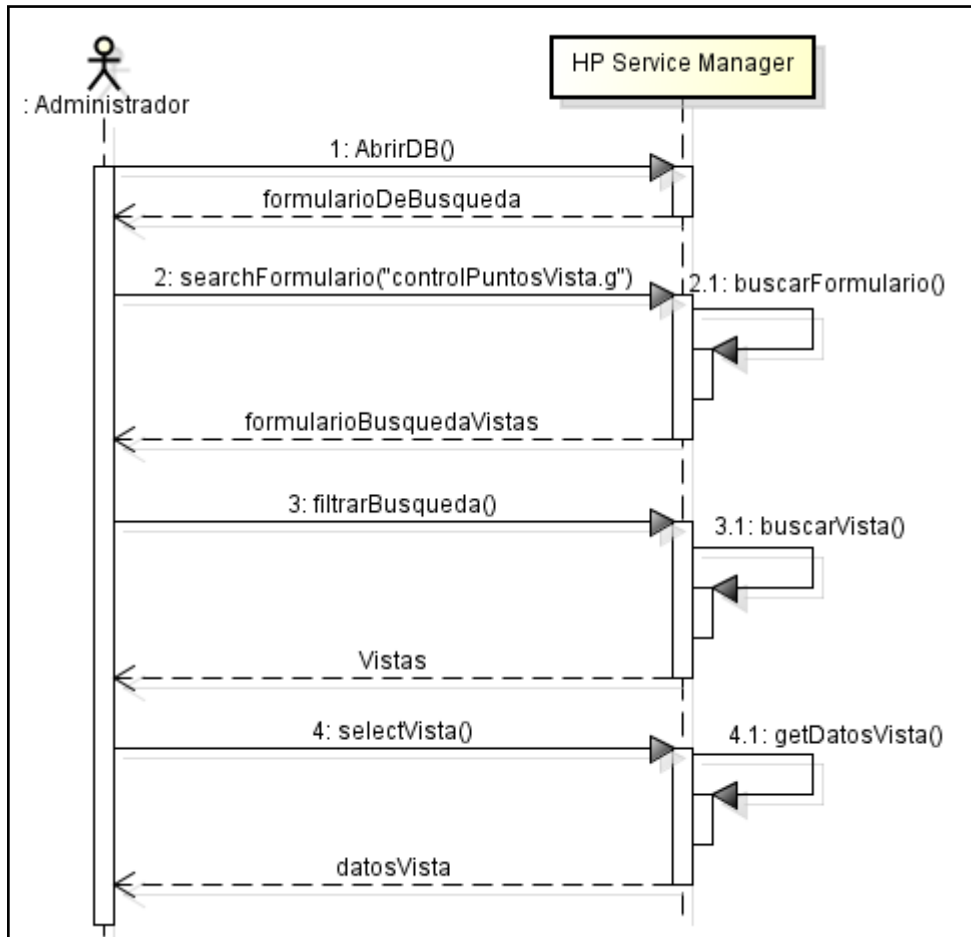 HP Service Manager
: Administrador
1: AbrirDB()
formularioDeBusqueda
2: searchFormulario("controlPuntosVista.g")
2.1: buscarFormulario()
formularioBusquedaVistas
3: filtrarBusqueda()
3.1: buscarVista()
Vistas
4: selectVista()
4.1: getDatosVista()
datosVista